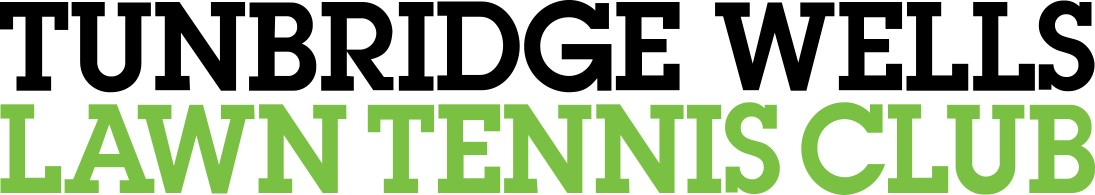 TUNBRIDGE WELLS
LAWN TENNIS CLUB